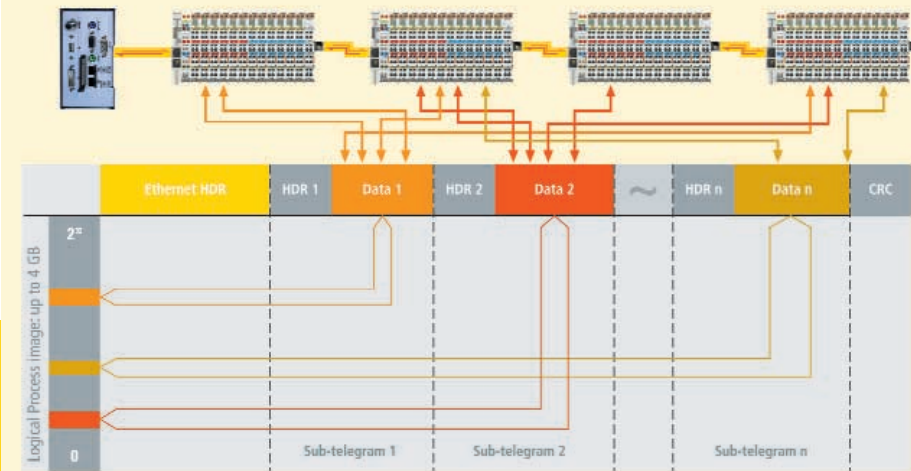 Ethernet HDR
HDR 1
Data 1
HDR 2
Data 2
~
HDR n
Data n
CRC
Logical Process image: up to 4 GB
0
Sub-telegram 1
Sub-telegram 2
Sub-telegram n